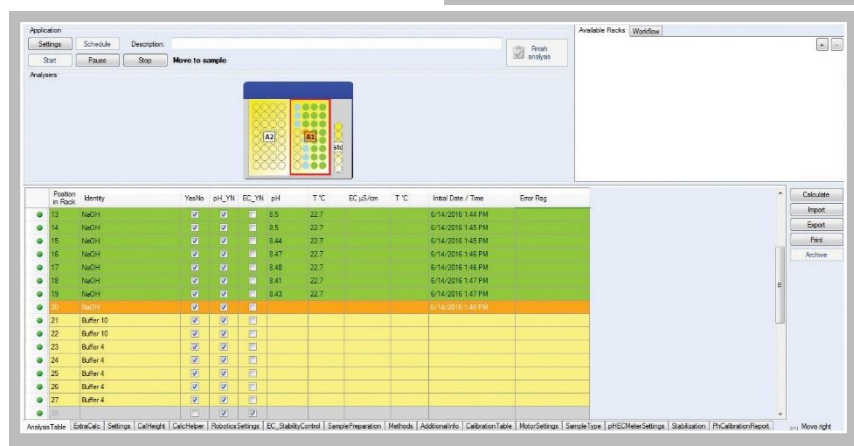 Application
Settings Schedule Description:
Start Pause Stop Move to sample
Finish analysis
Available Racks Workflow
+ -
Analysers
A2 A1 std
Position in Rack Identity YesNo pH_YN EC_YN pH T °C EC µS/cm T °C Initial Date / Time Error Flag
13 NaOH 8.5 22.7 6/14/2016 1:44 PM
14 NaOH 8.5 22.7 6/14/2016 1:45 PM
15 NaOH 8.44 22.7 6/14/2016 1:45 PM
16 NaOH 8.47 22.7 6/14/2016 1:46 PM
17 NaOH 8.48 22.7 6/14/2016 1:46 PM
18 NaOH 8.41 22.7 6/14/2016 1:47 PM
19 NaOH 8.43 22.7 6/14/2016 1:47 PM
20 NaOH 6/14/2016 1:48 PM
21 Buffer 10
22 Buffer 10
23 Buffer 4
24 Buffer 4
25 Buffer 4
26 Buffer 4
27 Buffer 4
28
Calculate
Import
Export
Print
Archive
AnalysisTable ExtraCalc Settings CalHeight CalcHelper RoboticsSettings EC_StabilityControl SamplePreparation Methods AdditionalInfo CalibrationTable MotorSettings SampleType pHECMeterSettings Stabilization PhCalibrationReport Move right